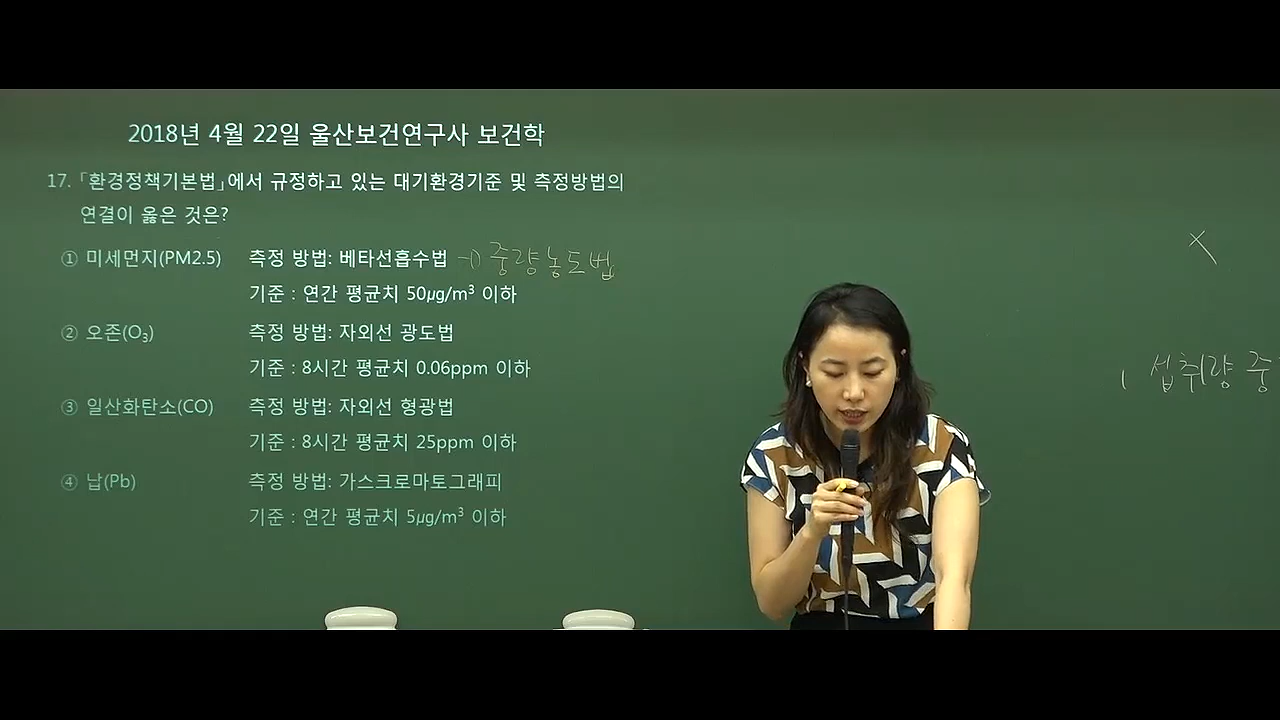 2018년 4월 22일 울산보건연구사 보건학
17. 「환경정책기본법」에서 규정하고 있는 대기환경기준 및 측정방법의
연결이 옳은 것은?
① 미세먼지(PM2.5) 측정 방법: 베타선흡수법 → 중량농도법
기준 : 연간 평균치 50㎍/m³ 이하
② 오존(O₃) 측정 방법: 자외선 광도법
기준 : 8시간 평균치 0.06ppm 이하
③ 일산화탄소(CO) 측정 방법: 자외선 형광법
기준 : 8시간 평균치 25ppm 이하
④ 납(Pb) 측정 방법: 가스크로마토그래피
기준 : 연간 평균치 5㎍/m³ 이하
섭취량 중